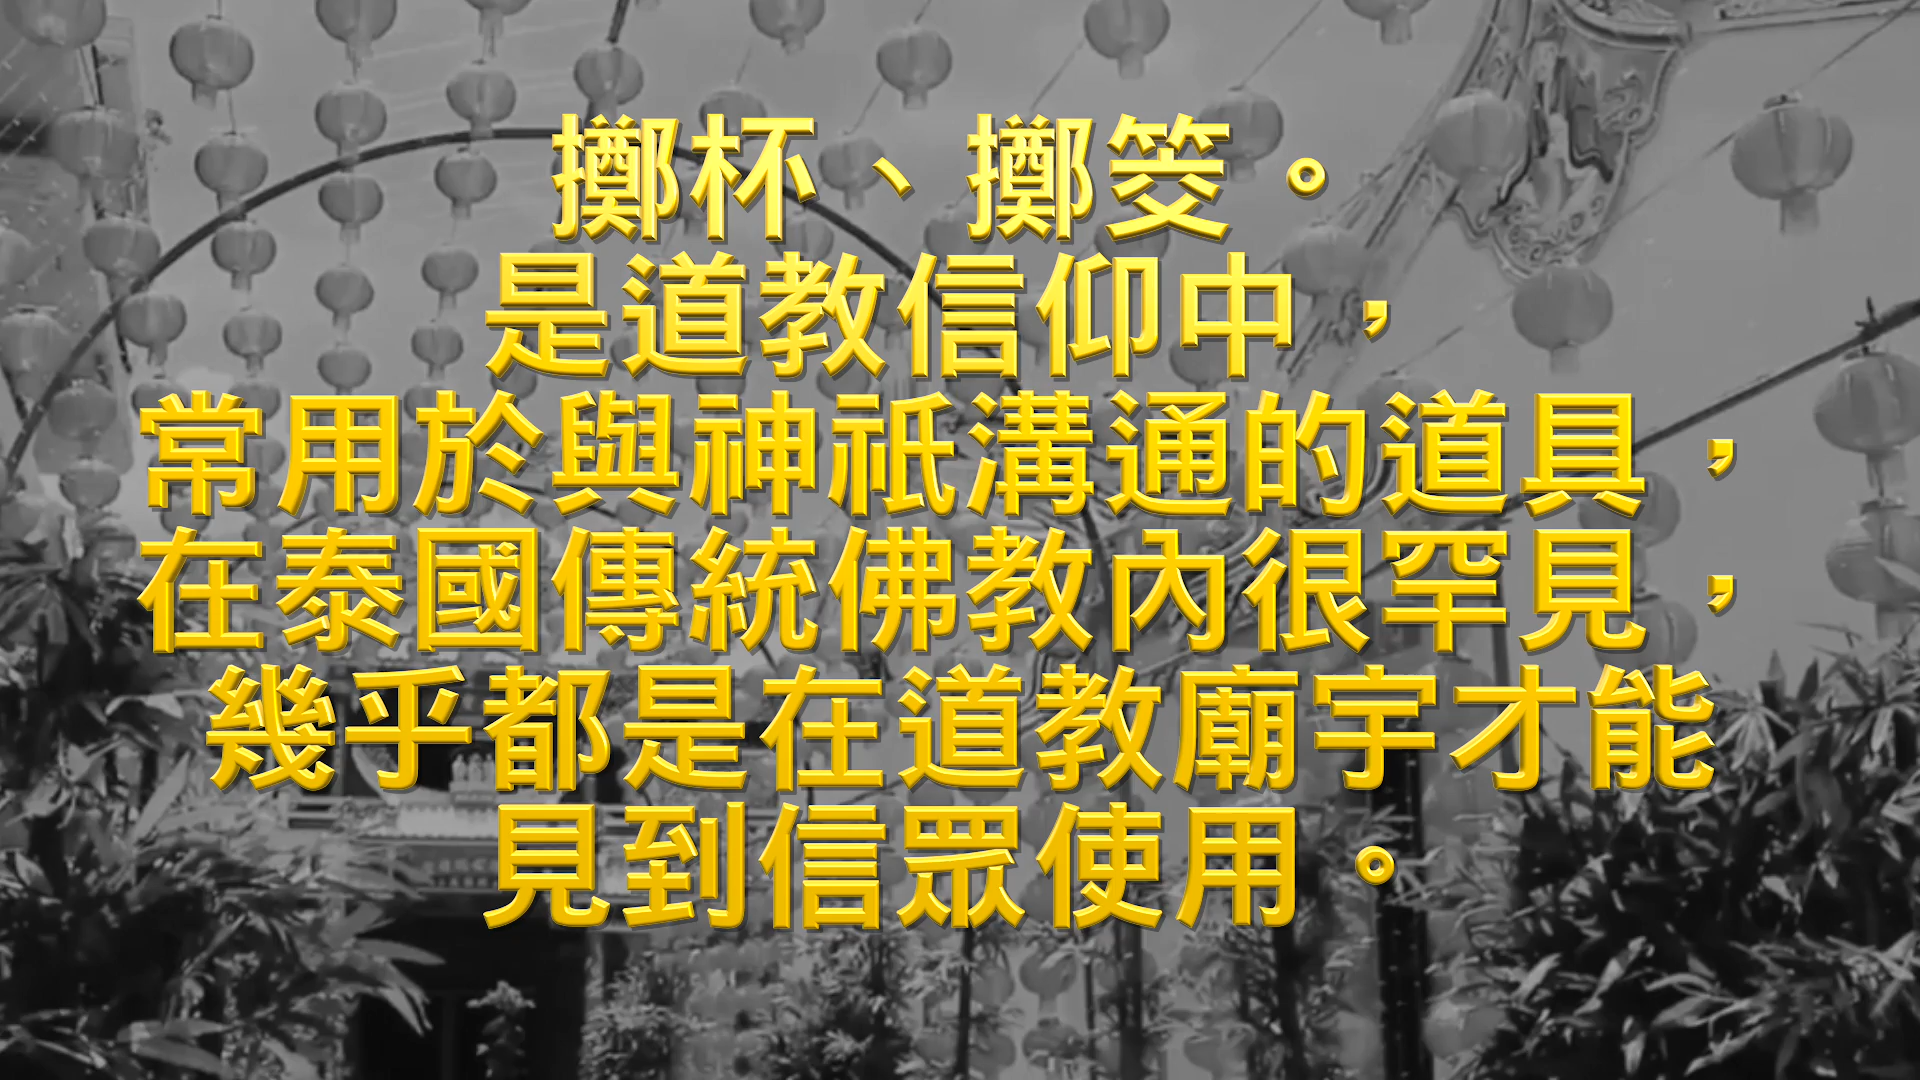 擲杯、擲筊。
是道教信仰中，
常用於與神祇溝通的道具，
在泰國傳統佛教內很罕見，
幾乎都是在道教廟宇才能
見到信眾使用。